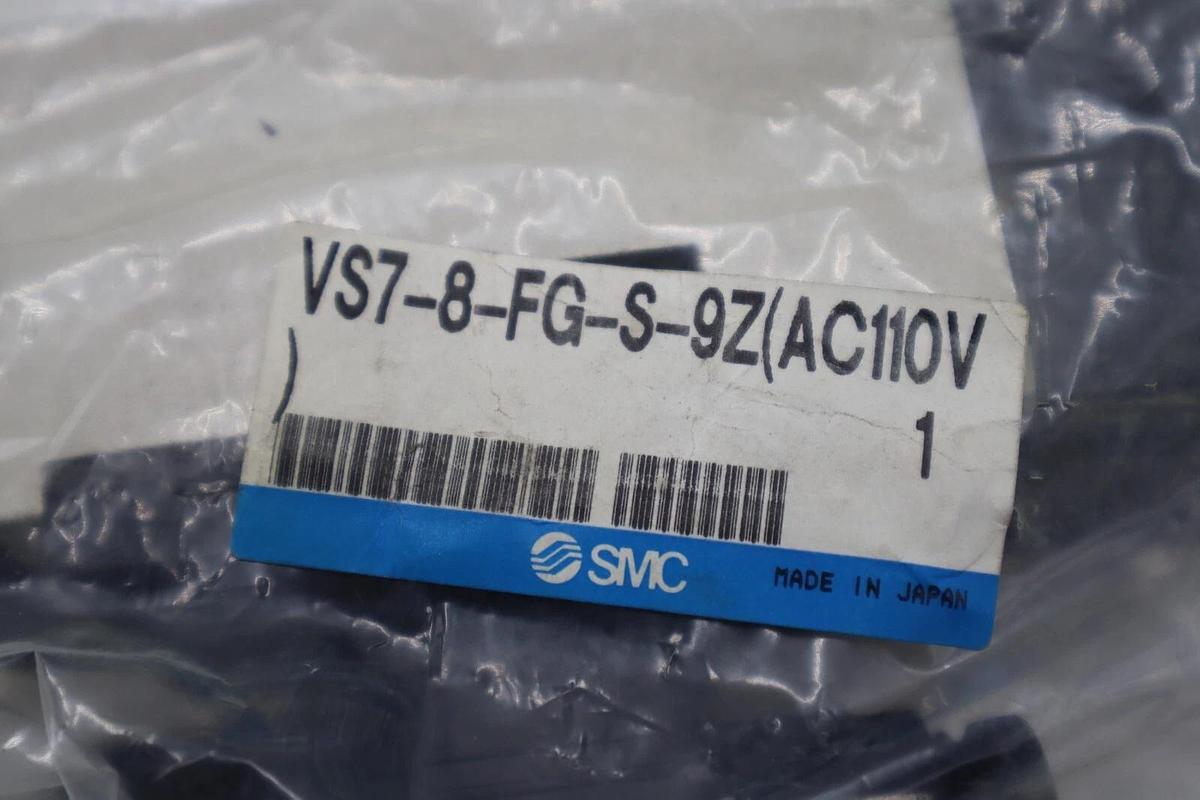 VS7-8-FG-S-9Z(AC110V
)
1
SMC
MADE IN JAPAN